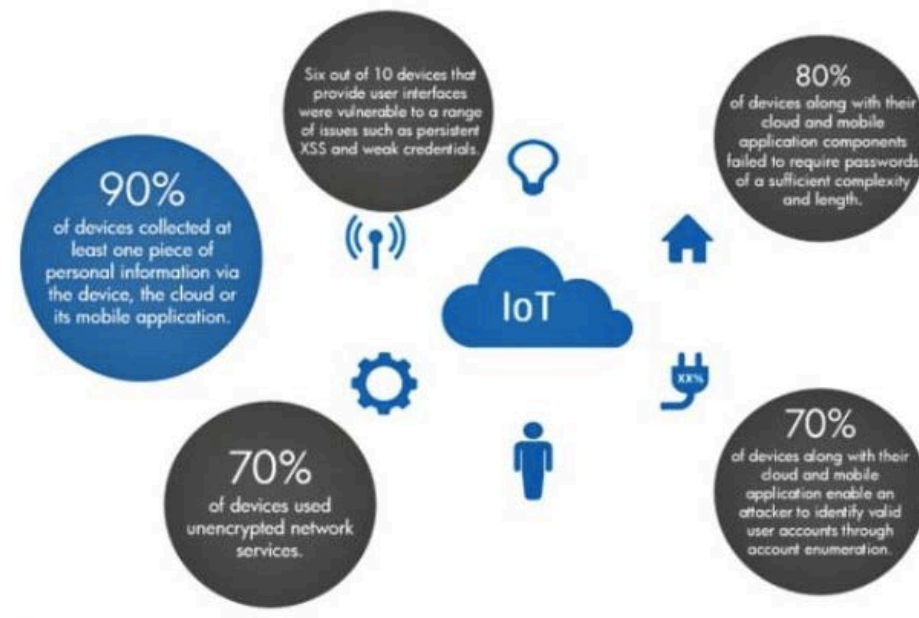 Six out of 10 devices that
provide user interfaces
were vulnerable to a range
of issues such as persistent
XSS and weak credentials.
80%
of devices along with their
cloud and mobile
application components
failed to require passwords
of a sufficient complexity
and length.
90%
of devices collected at
least one piece of
personal information via
the device, the cloud or
its mobile application.
IoT
XX%
70%
of devices used
unencrypted network
services.
70%
of devices along with their
cloud and mobile
application enable an
attacker to identify valid
user accounts through
account enumeration.